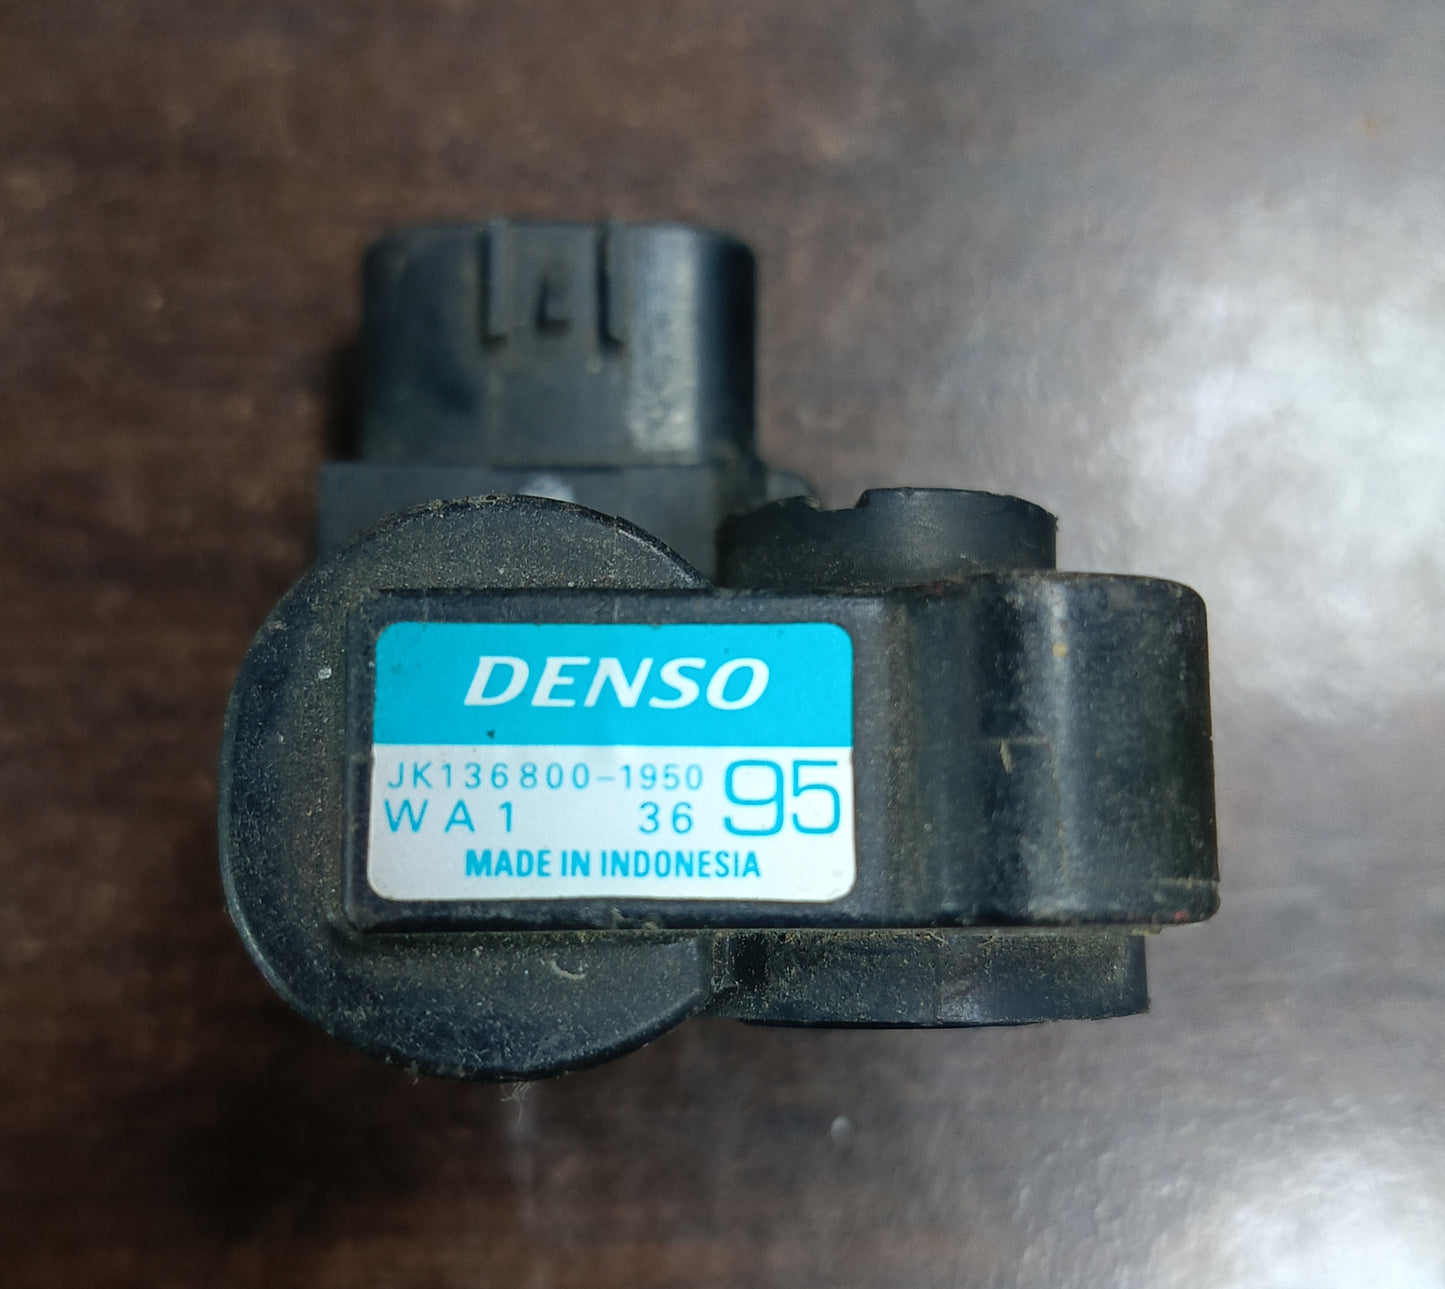 DENSO
JK136800-1950
WA1 36 95
MADE IN INDONESIA